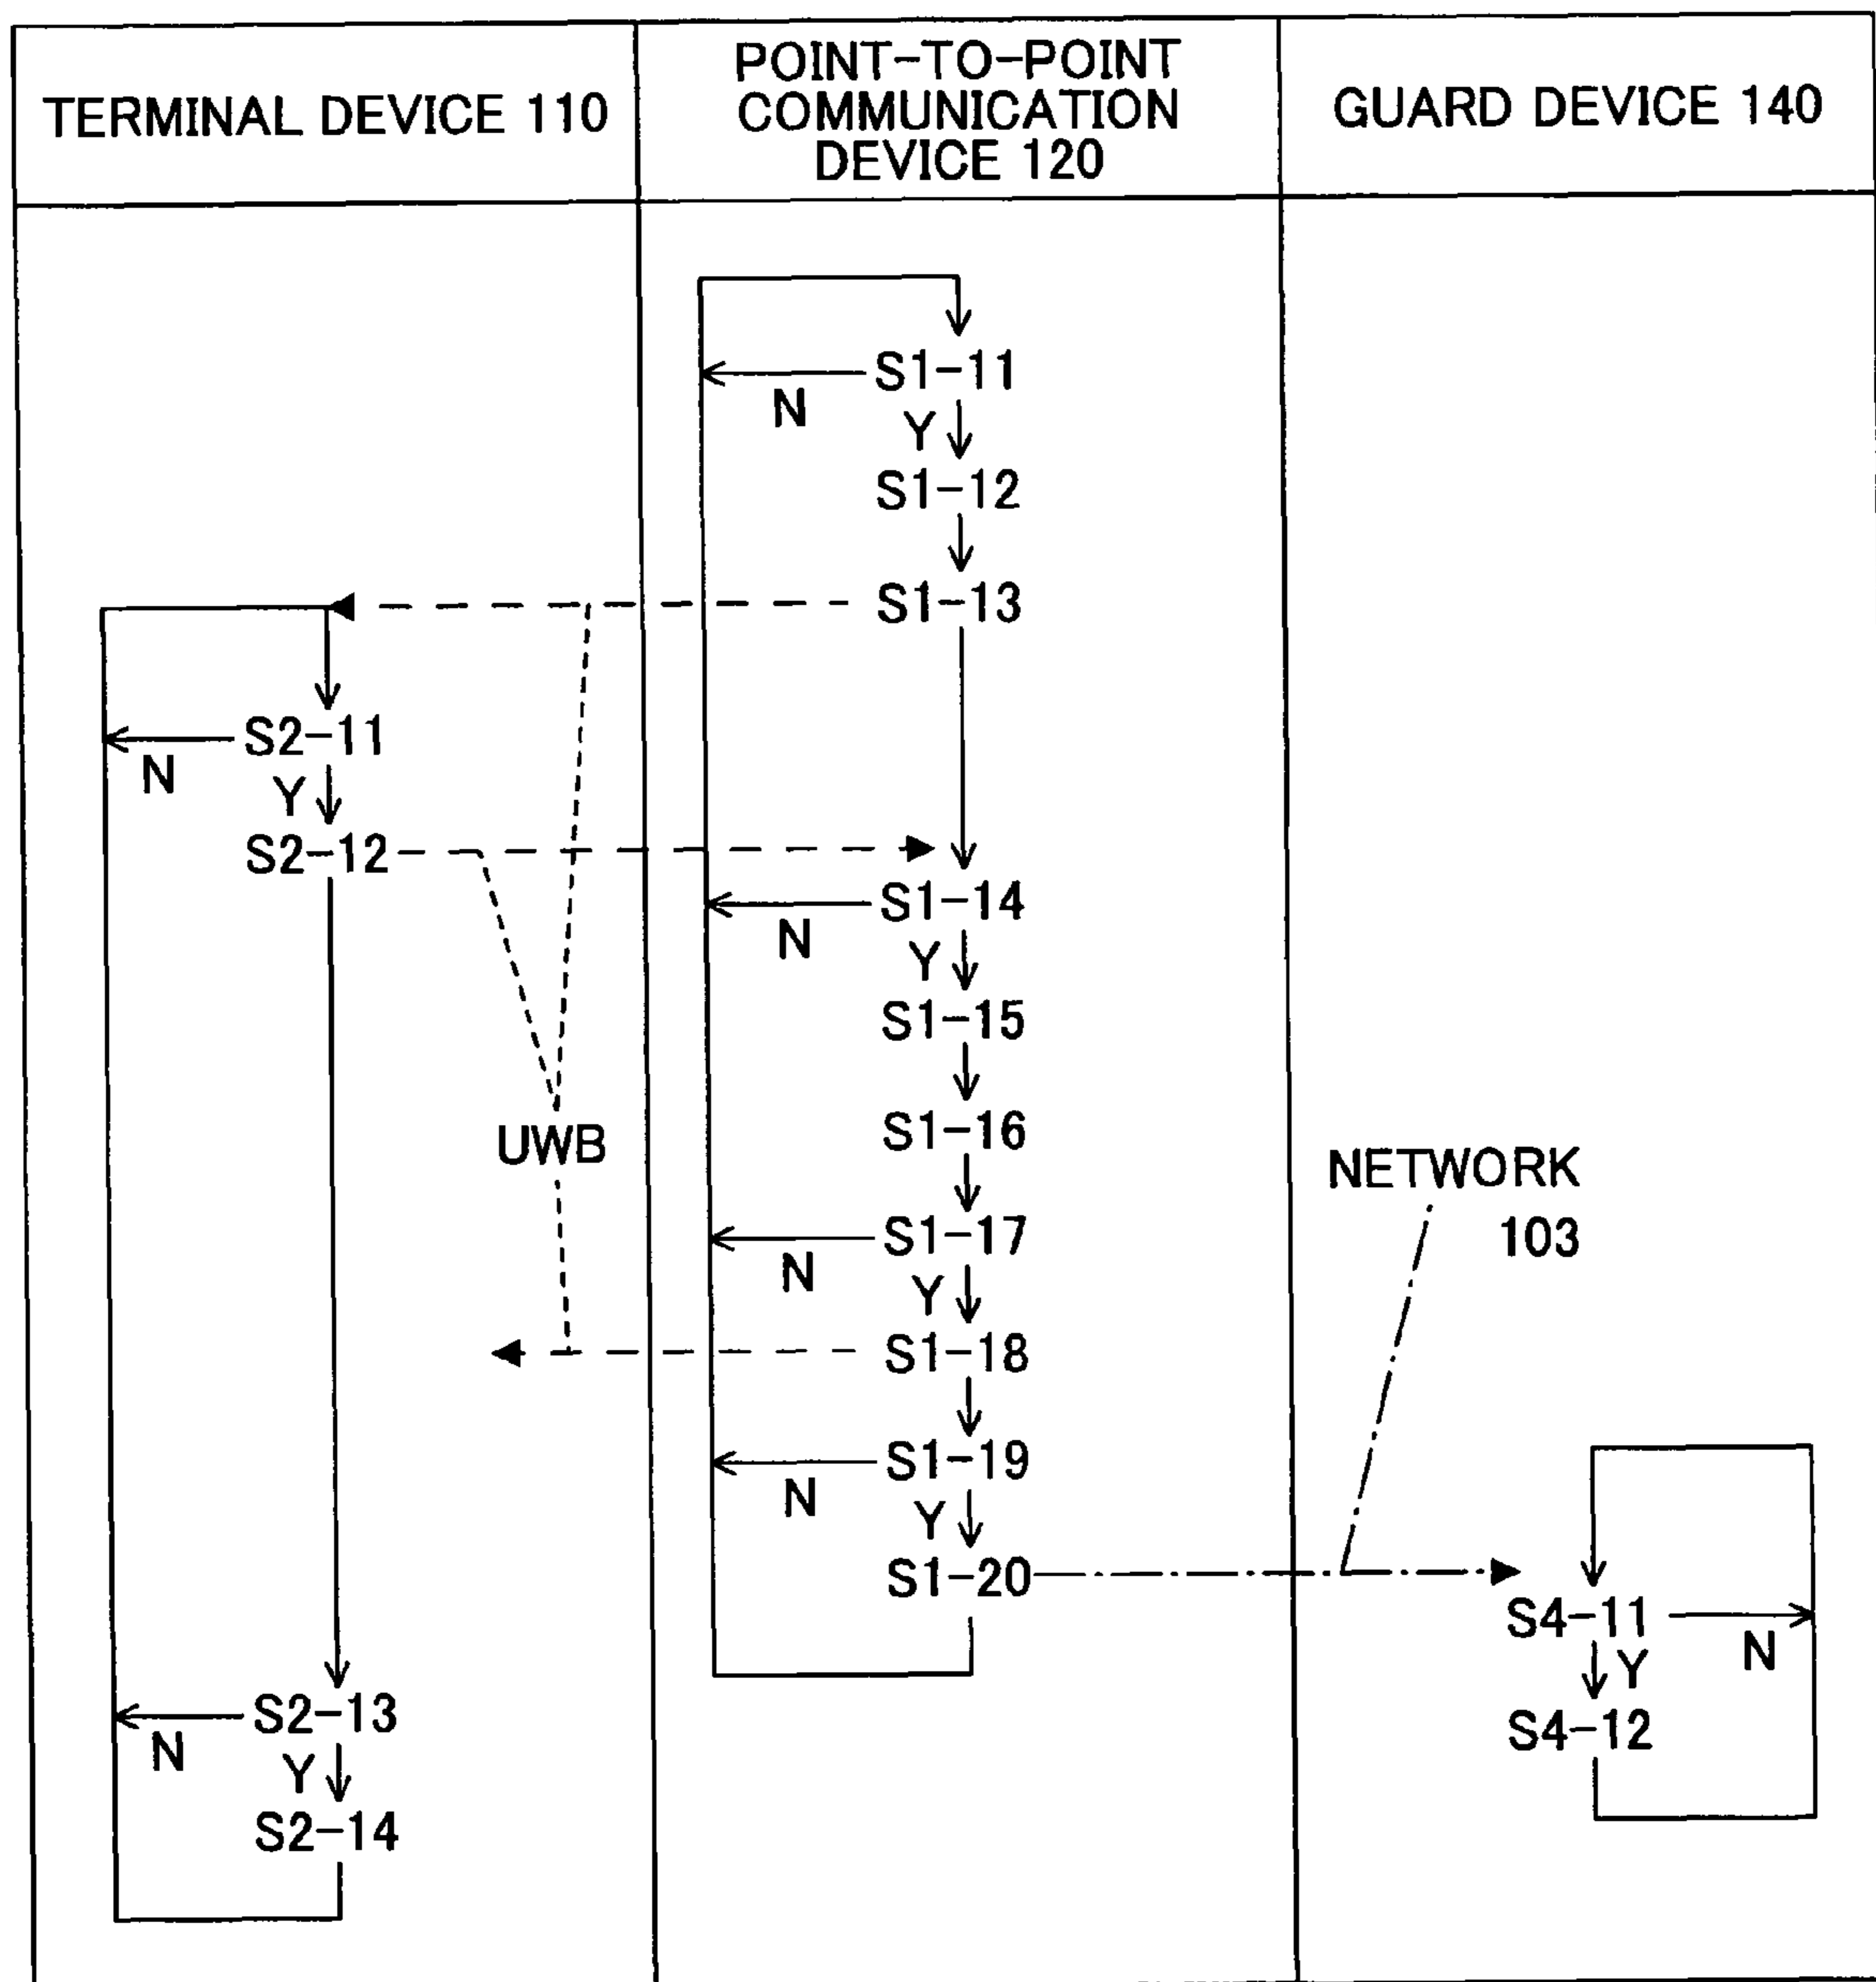 TERMINAL DEVICE 110
POINT-TO-POINT
COMMUNICATION
DEVICE 120
GUARD DEVICE 140
S1-11
N
Y
S1-12
S1-13
S2-11
N
Y
S2-12
S1-14
N
Y
S1-15
S1-16
UWB
NETWORK
103
S1-17
N
Y
S1-18
S1-19
N
Y
S1-20
S4-11
N
Y
S4-12
S2-13
N
Y
S2-14